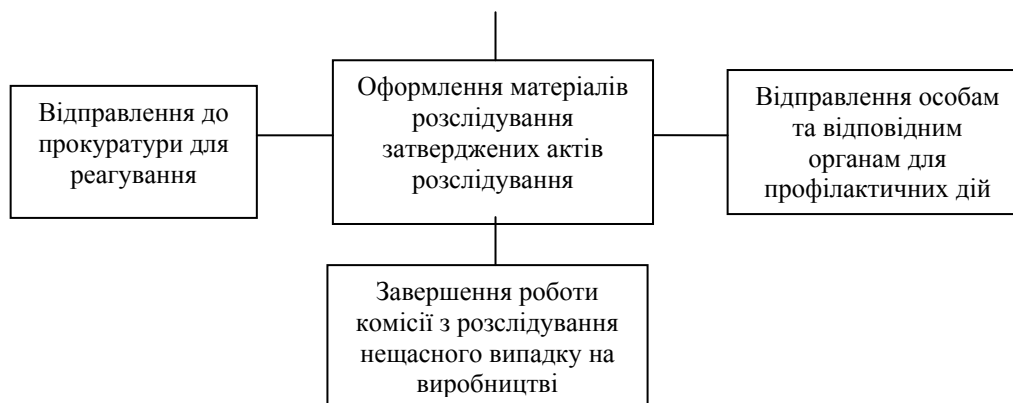 Відправлення до
прокуратури для
реагування
Оформлення матеріалів
розслідування
затверджених актів
розслідування
Відправлення особам
та відповідним
органам для
профілактичних дій
Завершення роботи
комісії з розслідування
нещасного випадку на
виробництві